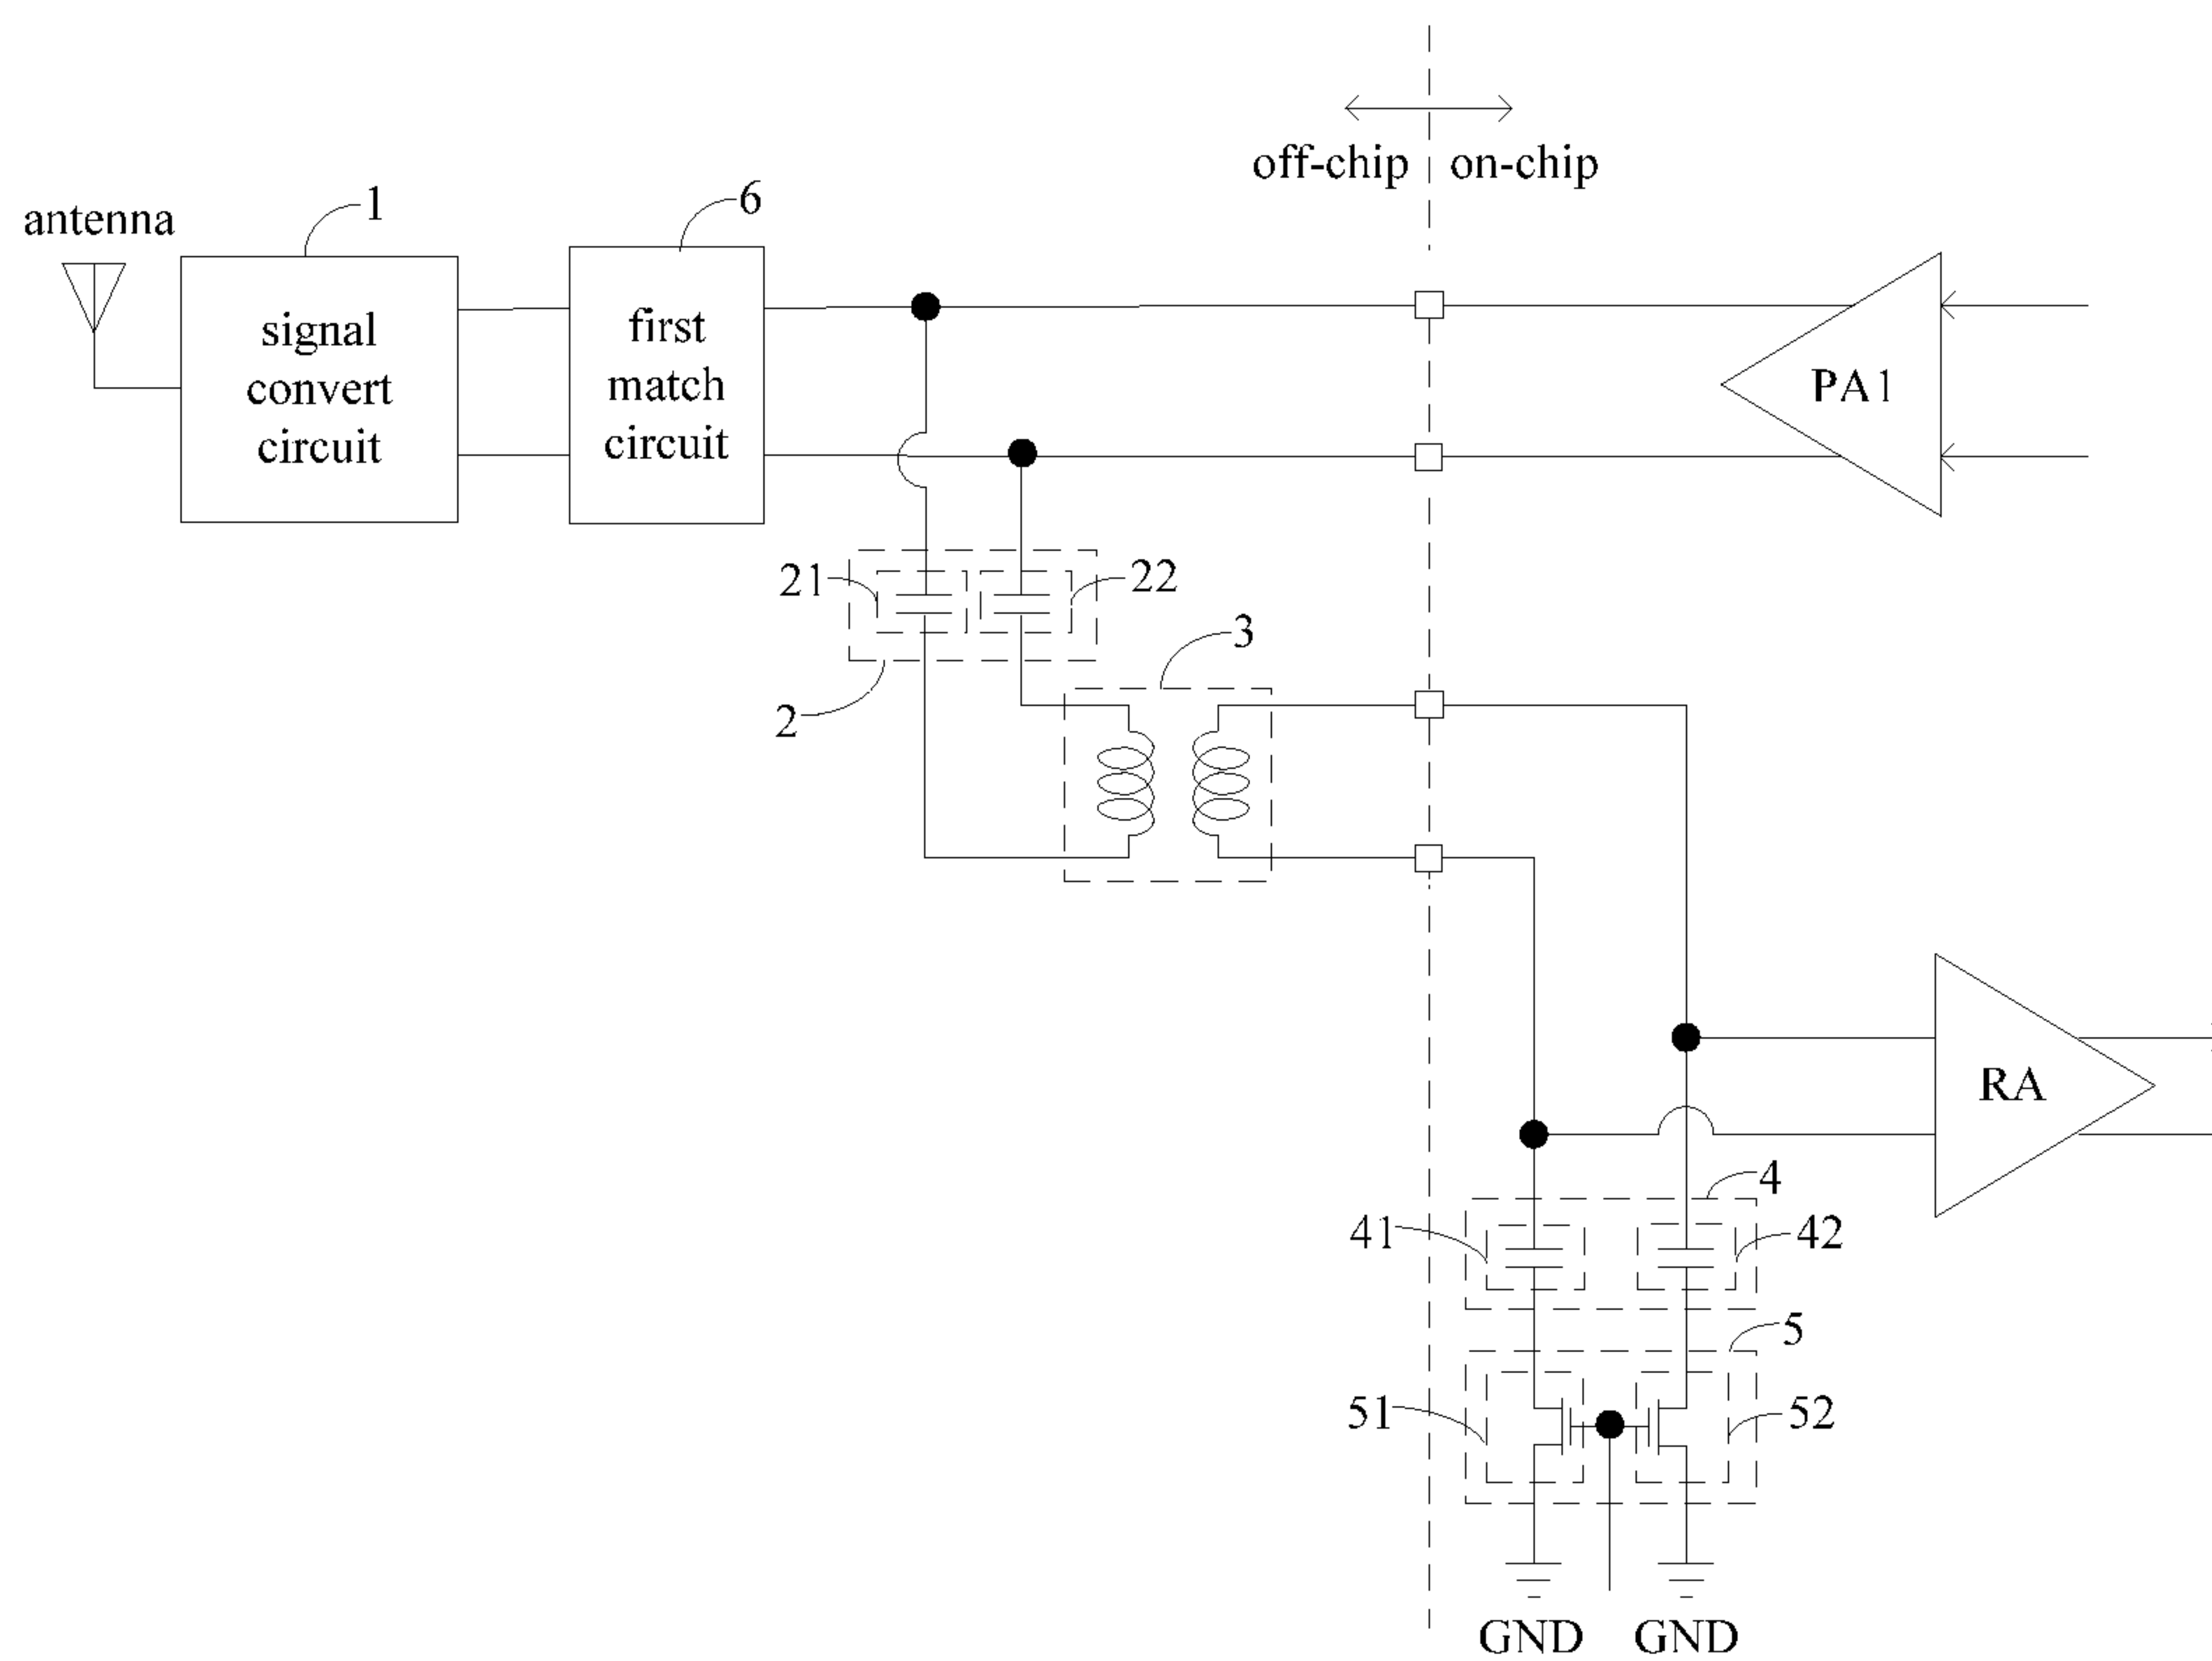 off-chip on-chip
antenna
1
6
signal
convert
circuit
first
match
circuit
PA1
21
22
2
3
RA
4
41
42
5
51
52
GND GND